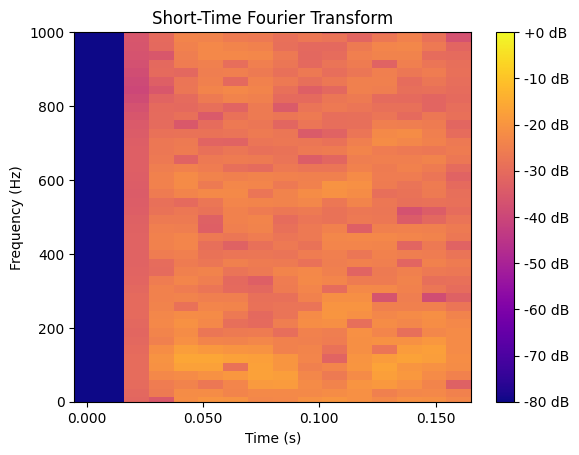 Short-Time Fourier Transform
1000
800
600
400
200
0
Frequency (Hz)
0.000
0.050
0.100
0.150
Time (s)
+0 dB
-10 dB
-20 dB
-30 dB
-40 dB
-50 dB
-60 dB
-70 dB
-80 dB